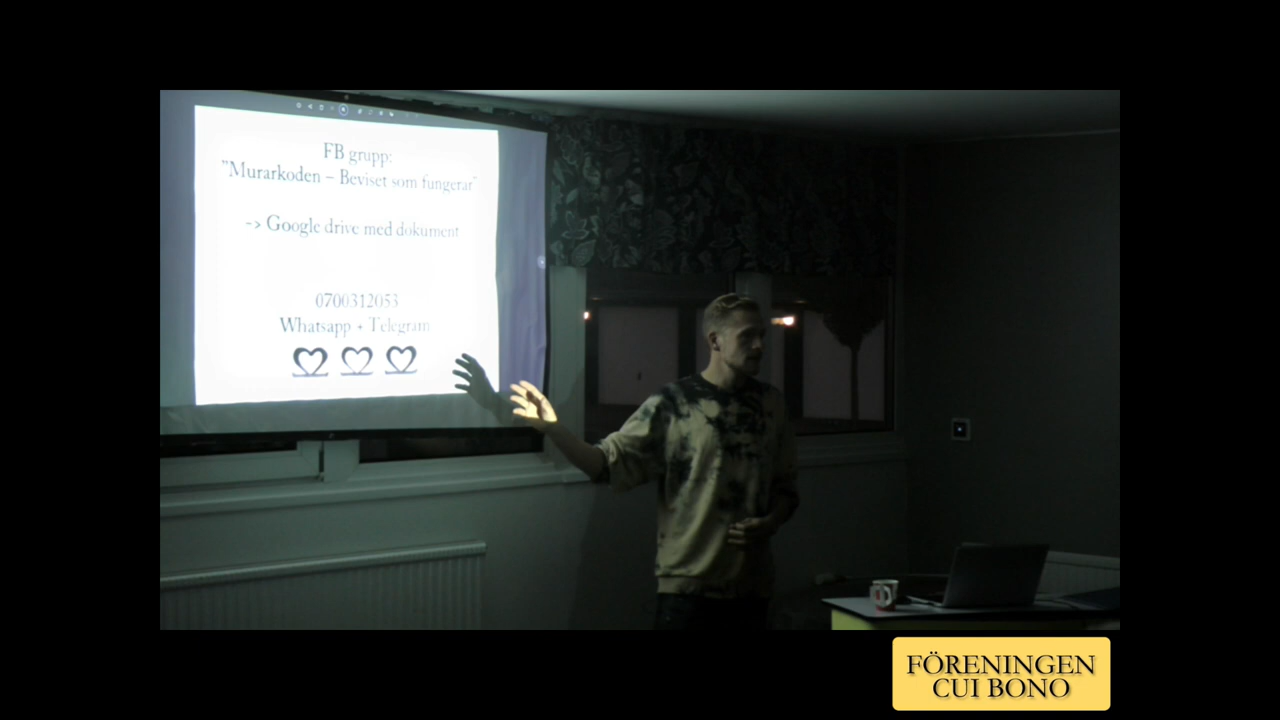 FB grupp:
"Murarkoden – Beviset som fungerar"
-> Google drive med dokument
0700312053
Whatsapp + Telegram
FÖRENINGEN
CUI BONO